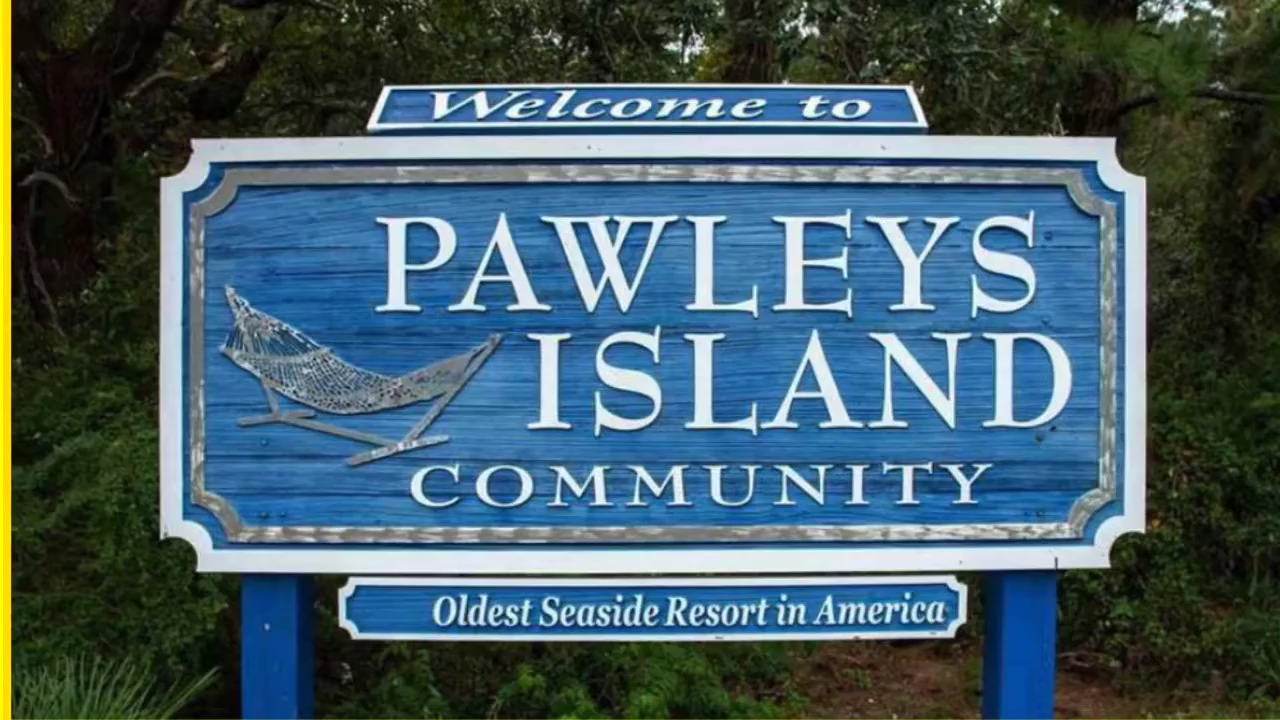 Welcome to
PAWLEYS
ISLAND
COMMUNITY
Oldest Seaside Resort in America